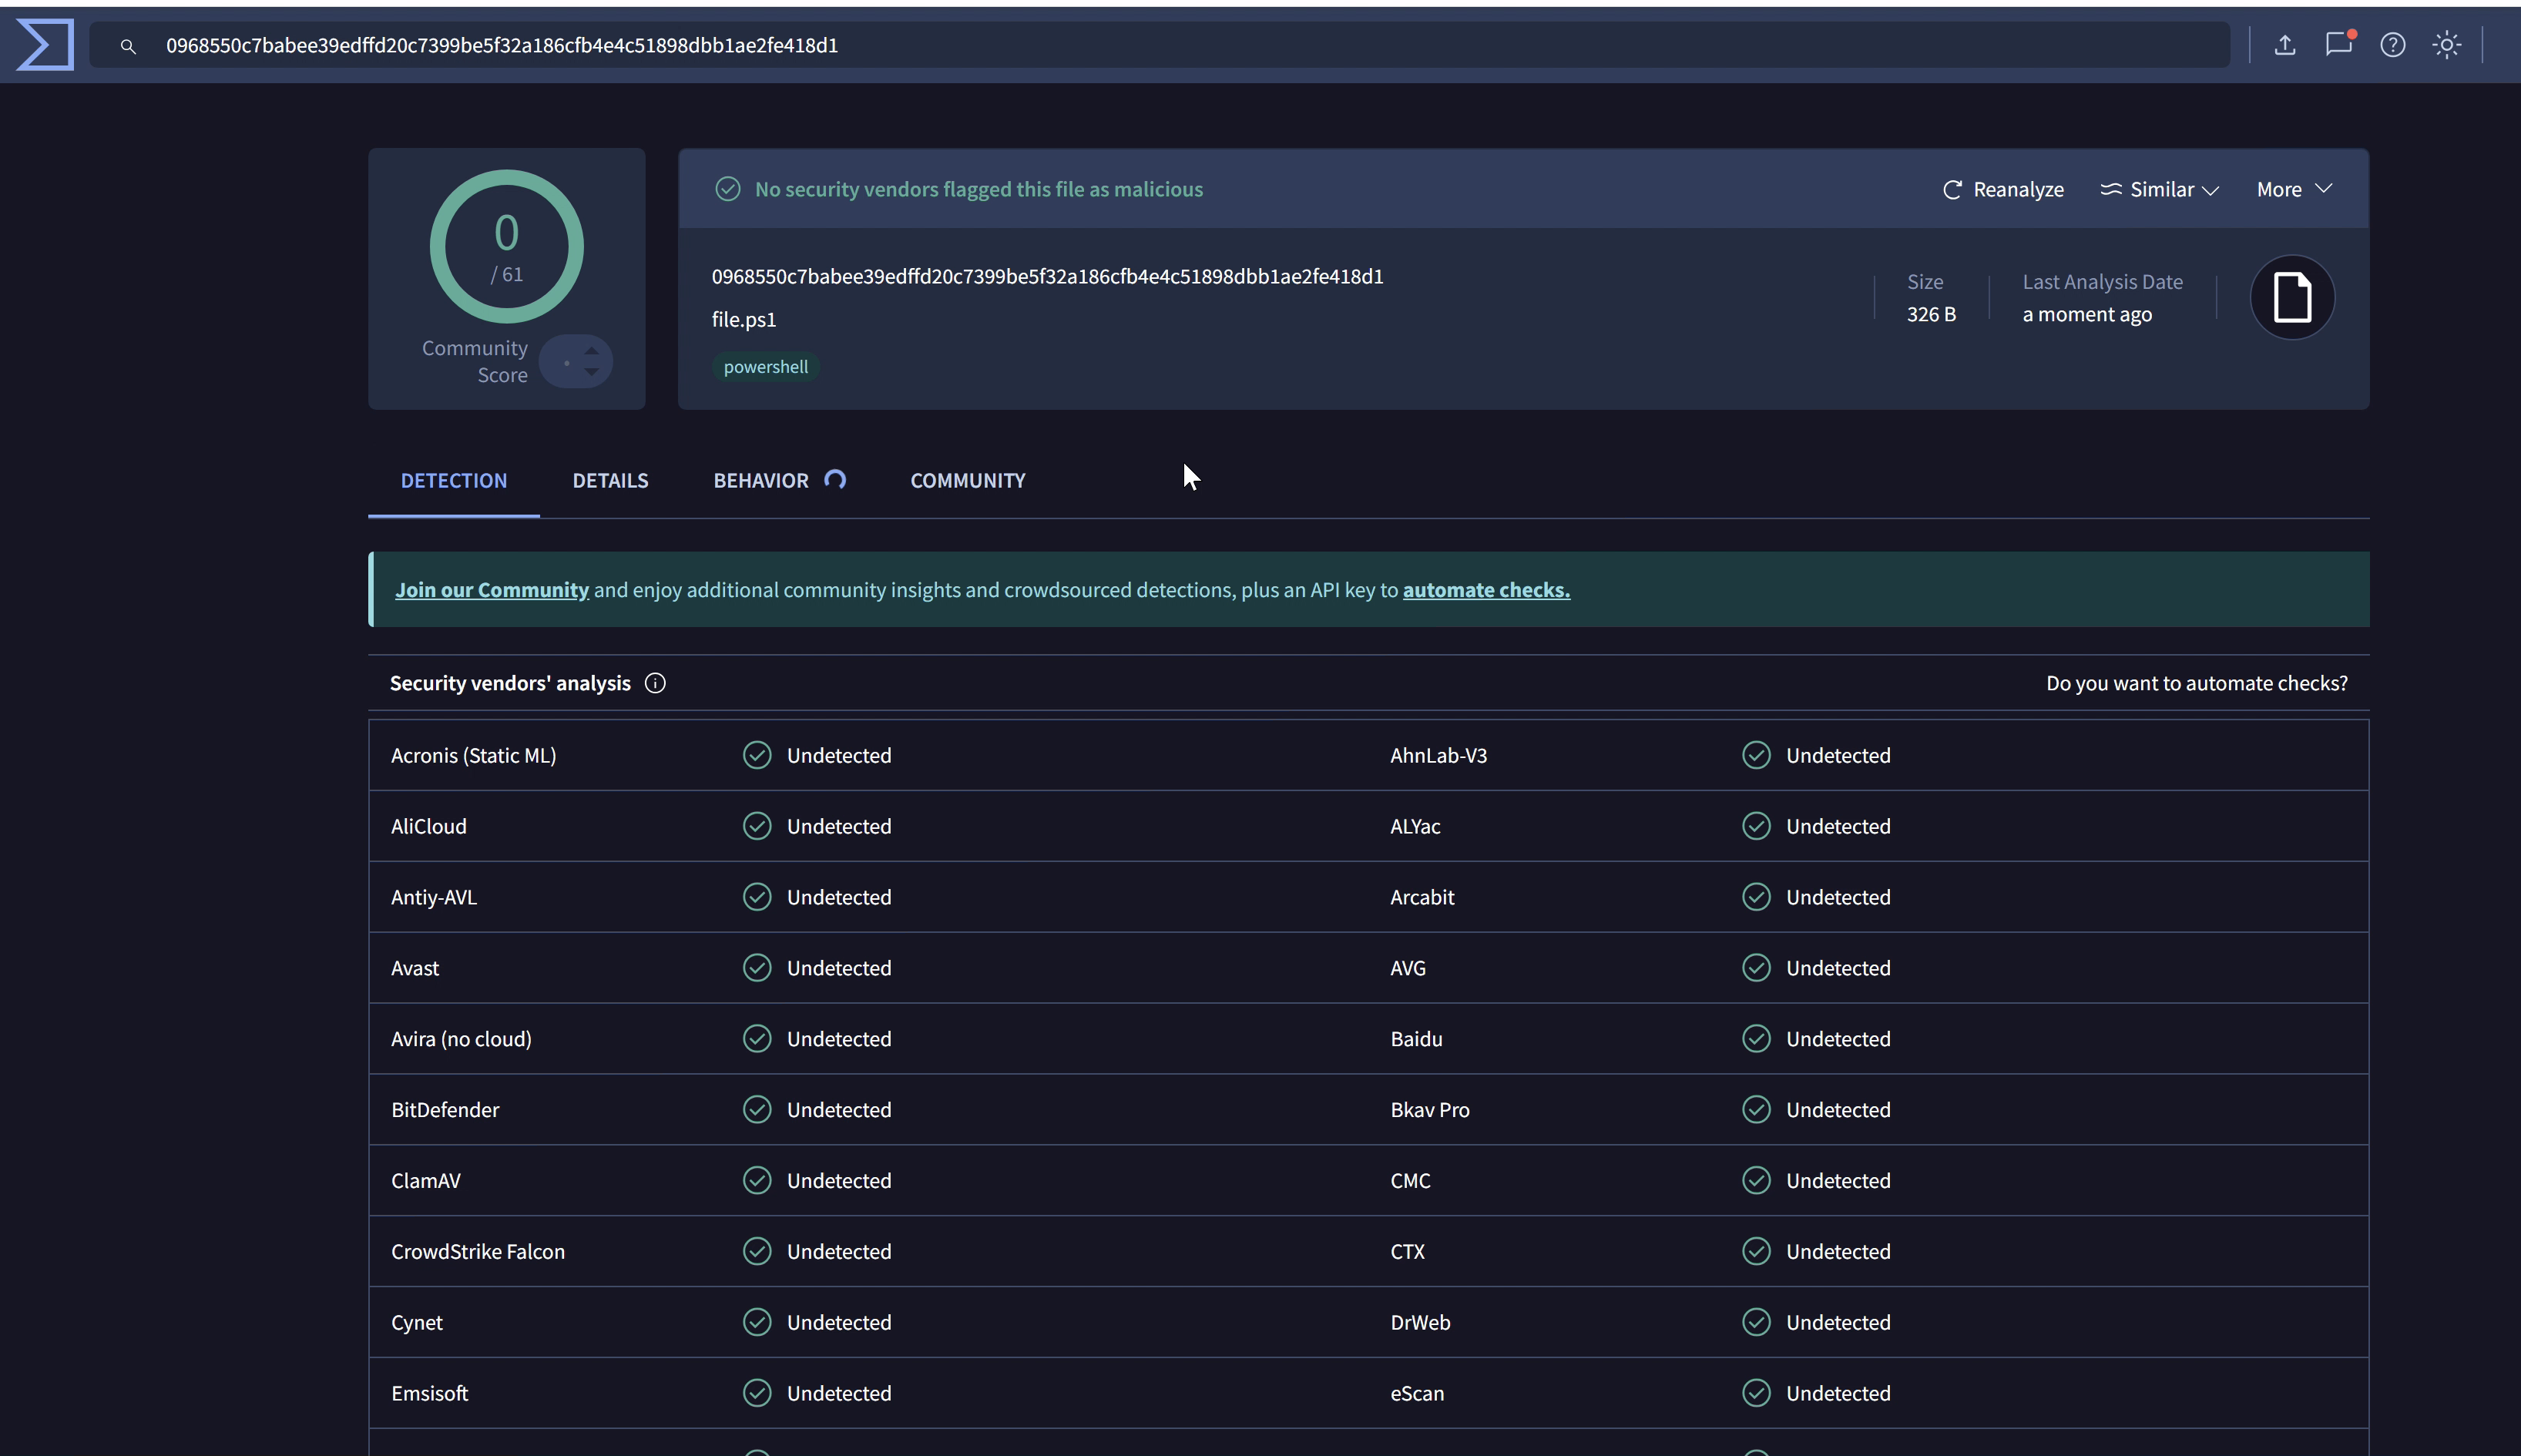 0968550c7babee39edffd20c7399be5f32a186cfb4e4c51898dbb1ae2fe418d1
0
/ 61
Community
Score
No security vendors flagged this file as malicious
Reanalyze
Similar
More
0968550c7babee39edffd20c7399be5f32a186cfb4e4c51898dbb1ae2fe418d1
file.ps1
powershell
Size
326 B
Last Analysis Date
a moment ago
DETECTION
DETAILS
BEHAVIOR
COMMUNITY
Join our Community and enjoy additional community insights and crowdsourced detections, plus an API key to automate checks.
Security vendors' analysis
Do you want to automate checks?
Acronis (Static ML) Undetected AhnLab-V3 Undetected
AliCloud Undetected ALYac Undetected
Antiy-AVL Undetected Arcabit Undetected
Avast Undetected AVG Undetected
Avira (no cloud) Undetected Baidu Undetected
BitDefender Undetected Bkav Pro Undetected
ClamAV Undetected CMC Undetected
CrowdStrike Falcon Undetected CTX Undetected
Cynet Undetected DrWeb Undetected
Emsisoft Undetected eScan Undetected